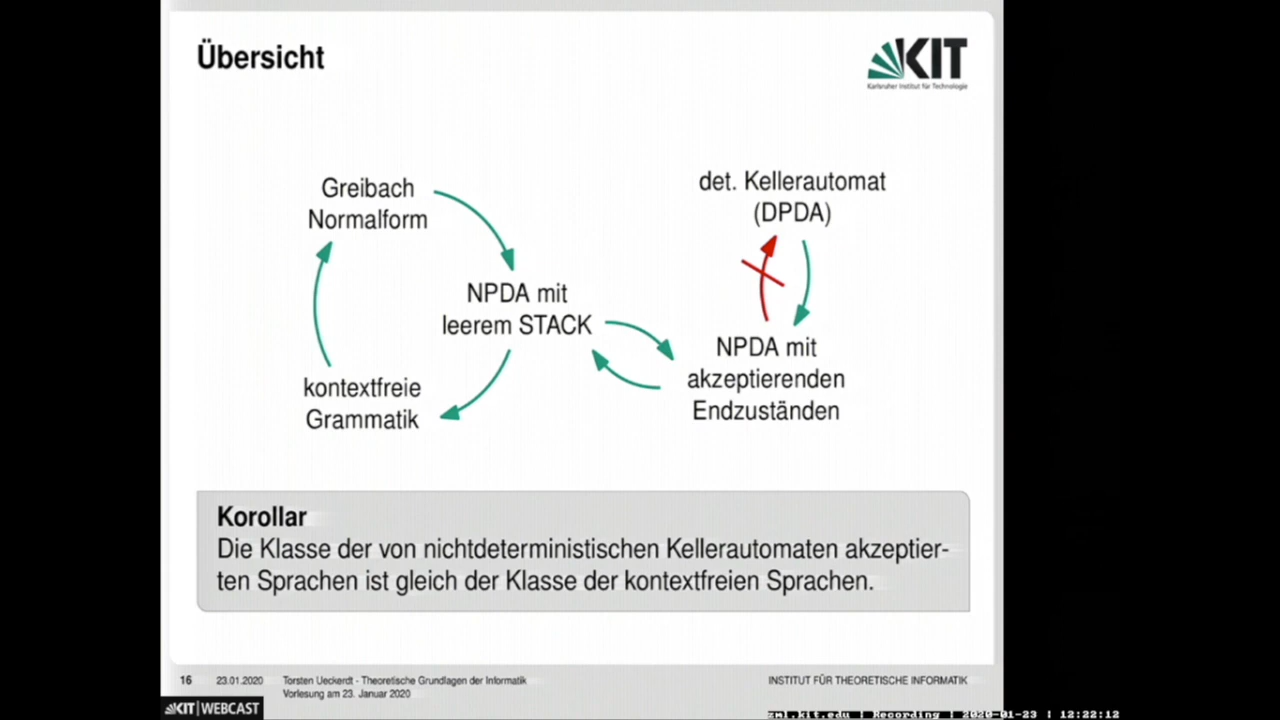 Übersicht
KIT
Karlsruher Institut für Technologie
Greibach
Normalform
det. Kellerautomat
(DPDA)
NPDA mit
leerem STACK
NPDA mit
akzeptierenden
Endzuständen
kontextfreie
Grammatik
Korollar
Die Klasse der von nichtdeterministischen Kellerautomaten akzeptier-
ten Sprachen ist gleich der Klasse der kontextfreien Sprachen.
16 23.01.2020 Torsten Ueckerdt - Theoretische Grundlagen der Informatik
Vorlesung am 23. Januar 2020
INSTITUT FÜR THEORETISCHE INFORMATIK
KIT | WEBCAST
zml.kit.edu | Recording | 2020-01-23 | 12:22:12